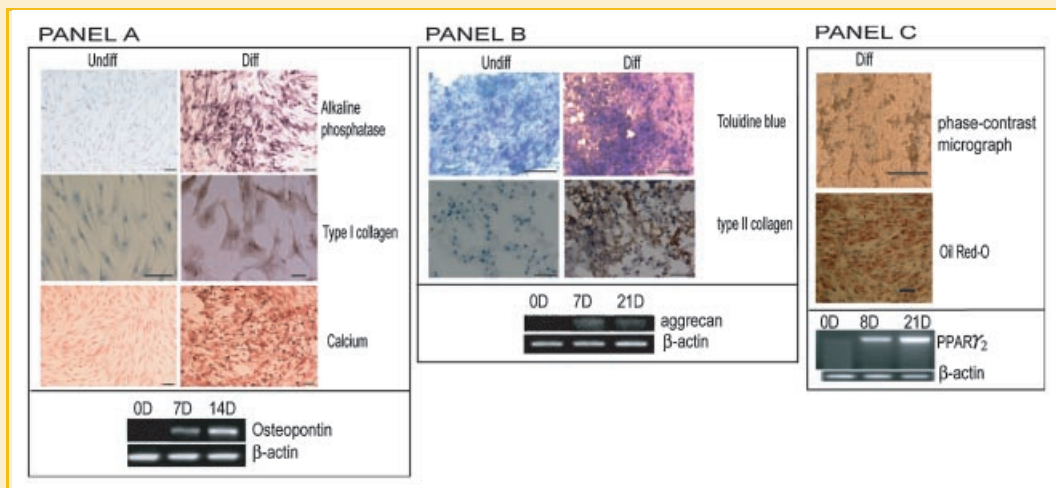 PANEL A
Undiff Diff
Alkaline
phosphatase
Type I collagen
Calcium
0D 7D 14D
Osteopontin
β-actin
PANEL B
Undiff Diff
Toluidine blue
type II collagen
0D 7D 21D
aggrecan
β-actin
PANEL C
Diff
phase-contrast
micrograph
Oil Red-O
0D 8D 21D
PPARγ2
β-actin